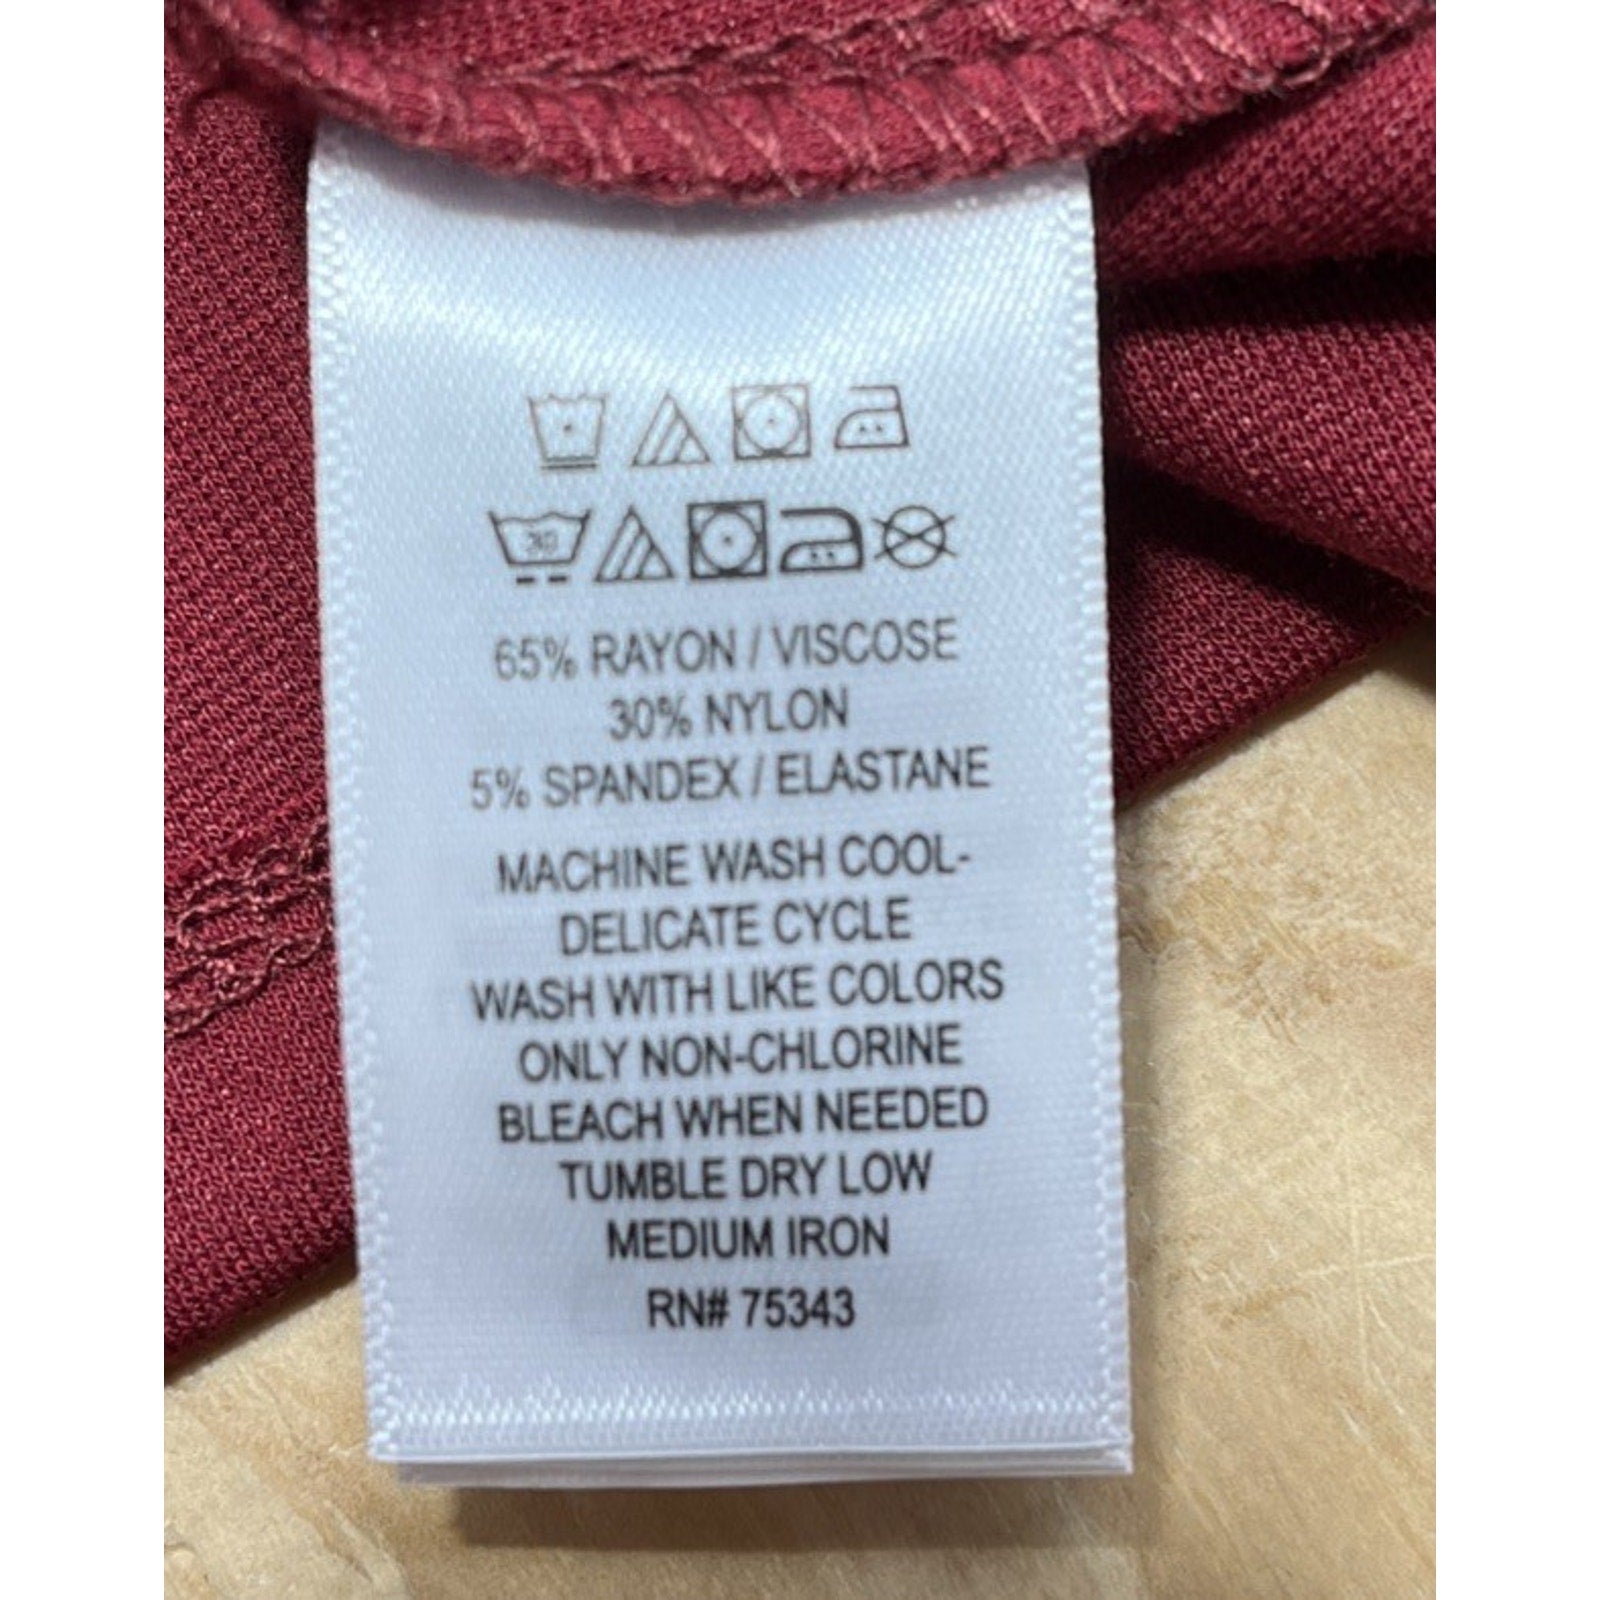 30
65% RAYON / VISCOSE
30% NYLON
5% SPANDEX / ELASTANE
MACHINE WASH COOL-
DELICATE CYCLE
WASH WITH LIKE COLORS
ONLY NON-CHLORINE
BLEACH WHEN NEEDED
TUMBLE DRY LOW
MEDIUM IRON
RN# 75343